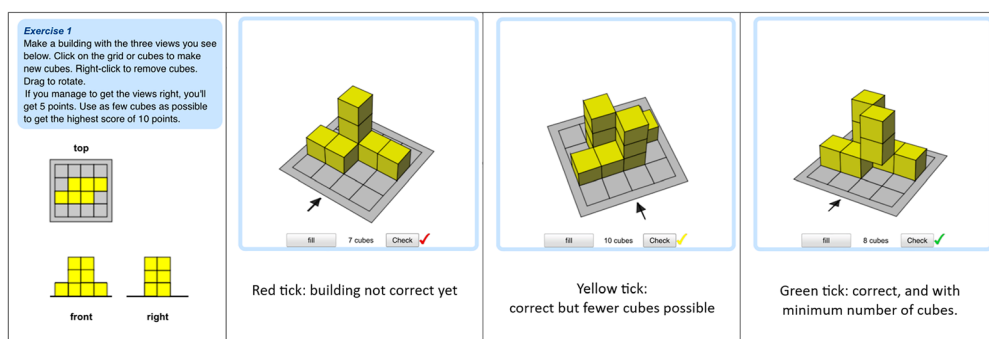 Exercise 1
Make a building with the three views you see
below. Click on the grid or cubes to make
new cubes. Right-click to remove cubes.
Drag to rotate.
If you manage to get the views right, you'll
get 5 points. Use as few cubes as possible
to get the highest score of 10 points.
top
front right
fill 7 cubes Check
Red tick: building not correct yet
fill 10 cubes Check
Yellow tick:
correct but fewer cubes possible
fill 8 cubes Check
Green tick: correct, and with
minimum number of cubes.